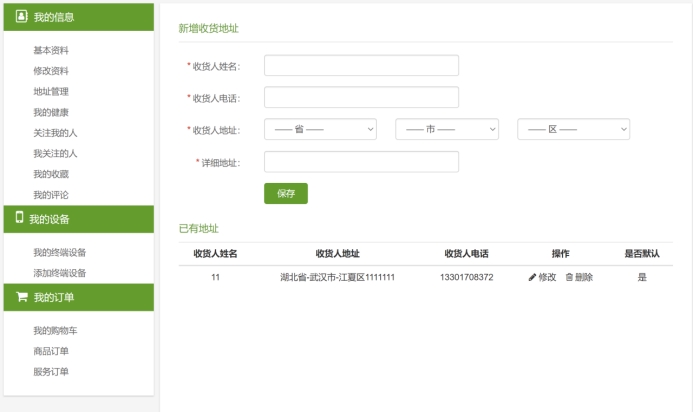 我的信息
基本资料
修改资料
地址管理
我的健康
关注我的人
我关注的人
我的收藏
我的评论
我的设备
我的终端设备
添加终端设备
我的订单
我的购物车
商品订单
服务订单
新增收货地址
* 收货人姓名：
* 收货人电话：
* 收货人地址： —— 省 —— —— 市 —— —— 区 ——
* 详细地址：
保存
已有地址
收货人姓名 收货人地址 收货人电话 操作 是否默认
11 湖北省-武汉市-江夏区1111111 13301708372 修改 删除 是